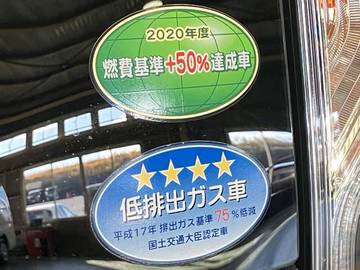 2020年度
燃費基準+50%達成車
低排出ガス車
平成17年 排出ガス基準 75 %低減
国土交通大臣認定車